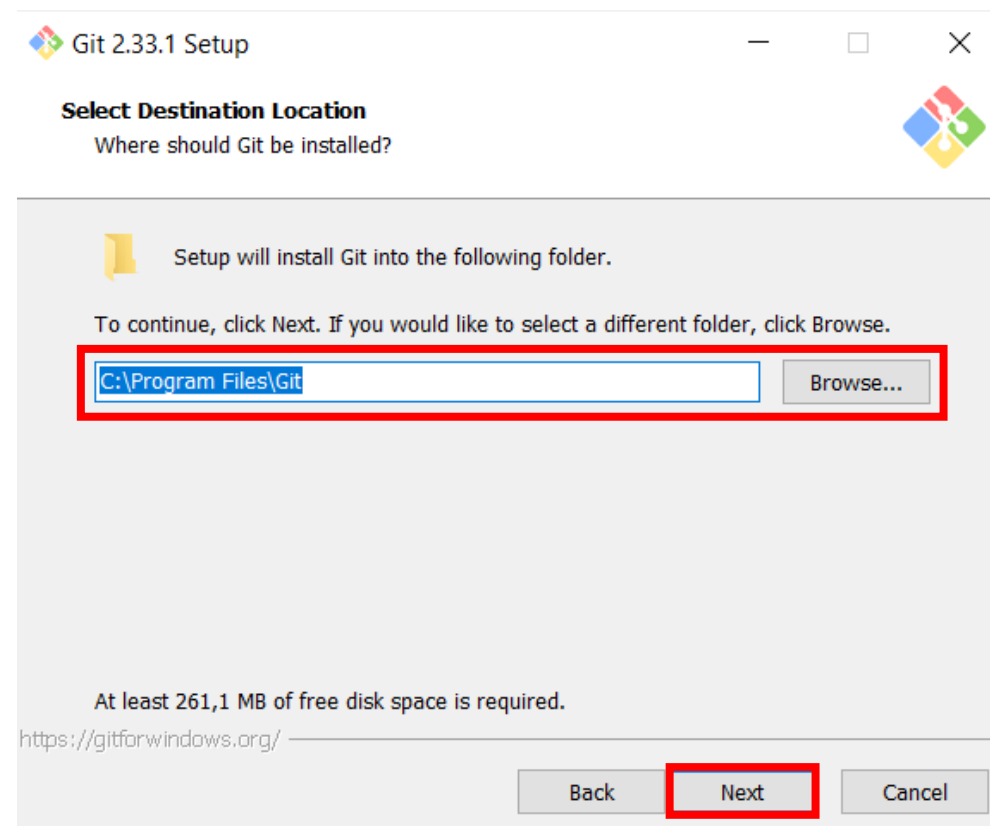 Git 2.33.1 Setup
Select Destination Location
Where should Git be installed?
Setup will install Git into the following folder.
To continue, click Next. If you would like to select a different folder, click Browse.
C:\Program Files\Git
Browse...
At least 261,1 MB of free disk space is required.
https://gitforwindows.org/
Back
Next
Cancel